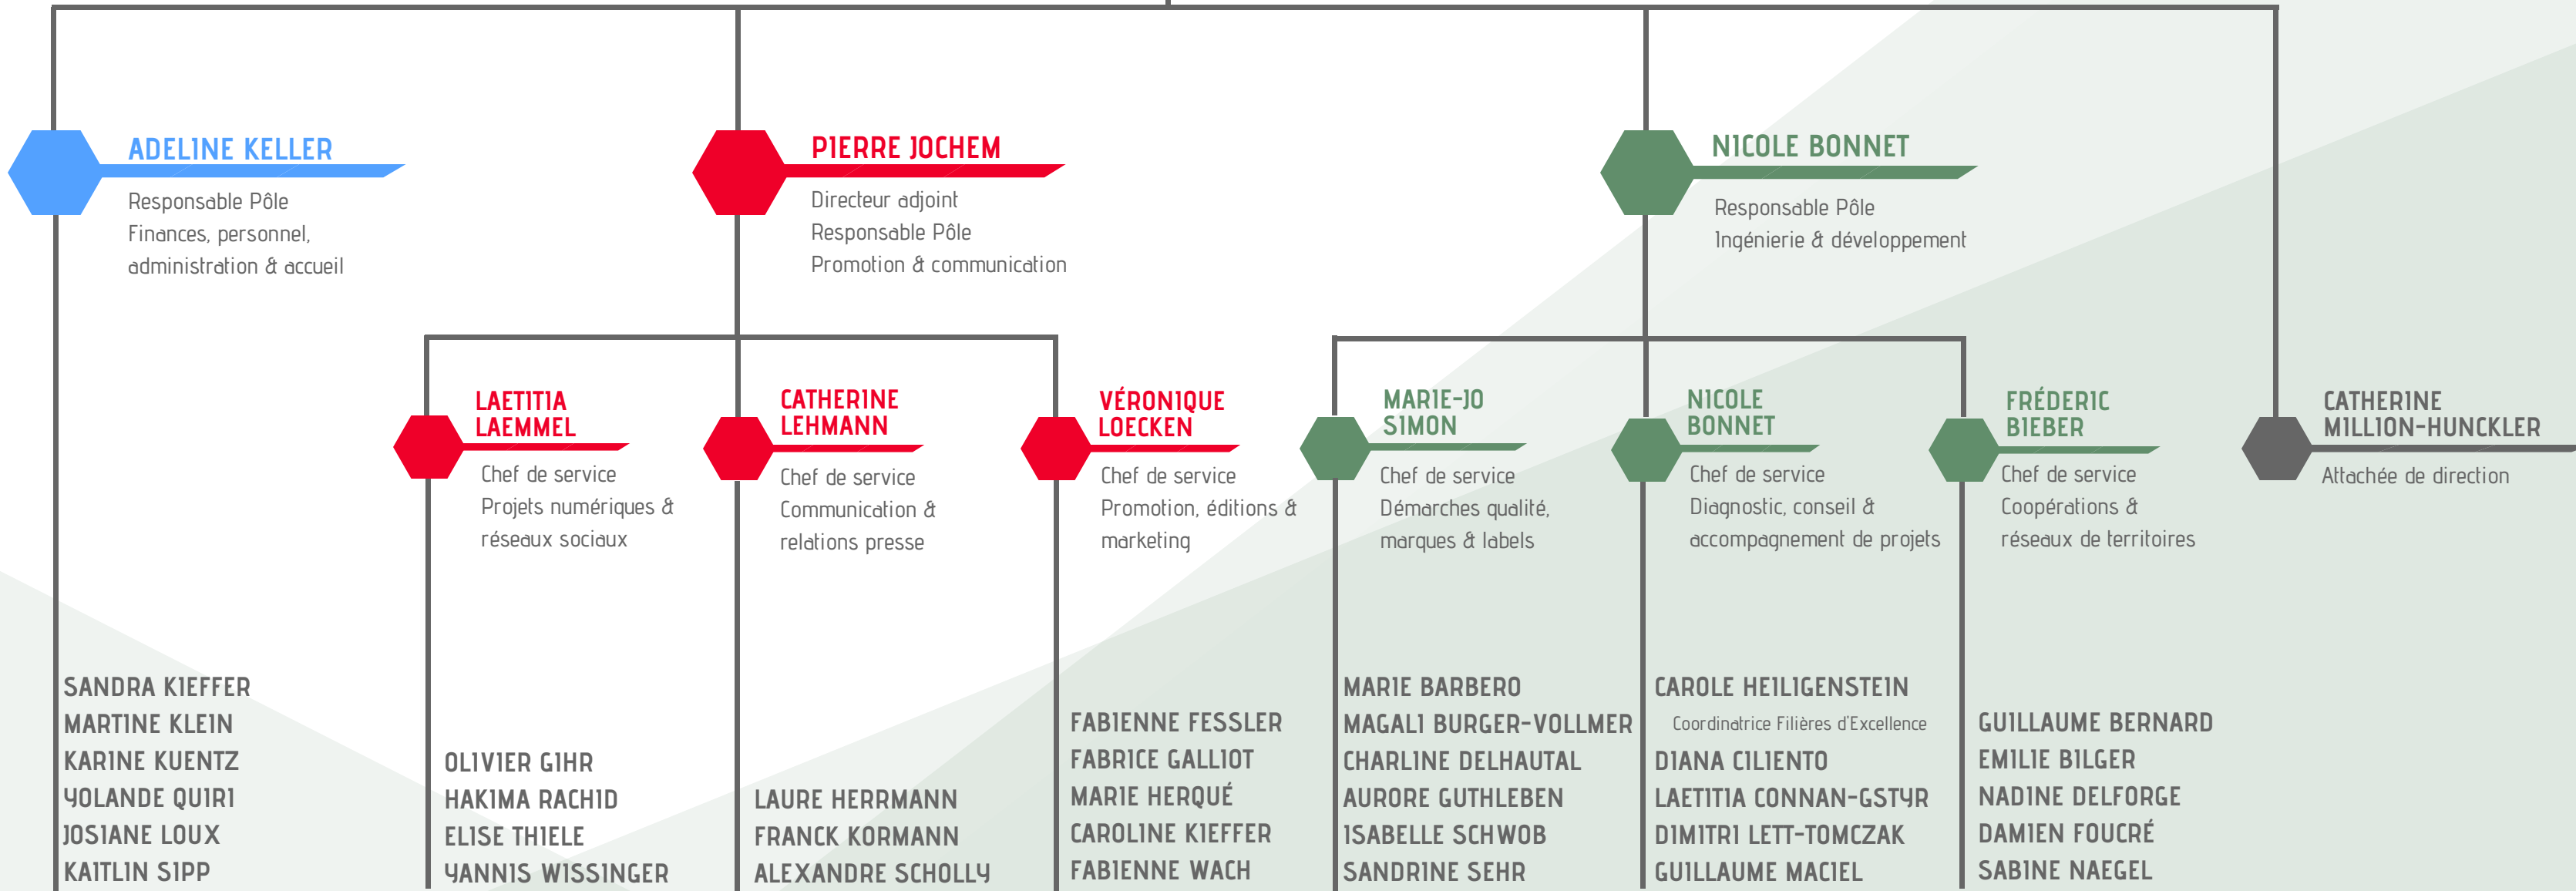 ADELINE KELLER
Responsable Pôle
Finances, personnel,
administration & accueil
PIERRE JOCHEM
Directeur adjoint
Responsable Pôle
Promotion & communication
NICOLE BONNET
Responsable Pôle
Ingénierie & développement
LAETITIA
LAEMMEL
Chef de service
Projets numériques &
réseaux sociaux
CATHERINE
LEHMANN
Chef de service
Communication &
relations presse
VÉRONIQUE
LOECKEN
Chef de service
Promotion, éditions &
marketing
MARIE-JO
SIMON
Chef de service
Démarches qualité,
marques & labels
NICOLE
BONNET
Chef de service
Diagnostic, conseil &
accompagnement de projets
FRÉDERIC
BIEBER
Chef de service
Coopérations &
réseaux de territoires
CATHERINE
MILLION-HUNCKLER
Attachée de direction
SANDRA KIEFFER
MARTINE KLEIN
KARINE KUENTZ
YOLANDE QUIRI
JOSIANE LOUX
KAITLIN SIPP
OLIVIER GIHR
HAKIMA RACHID
ELISE THIELE
YANNIS WISSINGER
LAURE HERRMANN
FRANCK KORMANN
ALEXANDRE SCHOLLY
FABIENNE FESSLER
FABRICE GALLIOT
MARIE HERQUÉ
CAROLINE KIEFFER
FABIENNE WACH
MARIE BARBERO
MAGALI BURGER-VOLLMER
CHARLINE DELHAUTAL
AURORE GUTHLEBEN
ISABELLE SCHWOB
SANDRINE SEHR
CAROLE HEILIGENSTEIN
Coordinatrice Filières d'Excellence
DIANA CILIENTO
LAETITIA CONNAN-GSTYR
DIMITRI LETT-TOMCZAK
GUILLAUME MACIEL
GUILLAUME BERNARD
EMILIE BILGER
NADINE DELFORGE
DAMIEN FOUCRÉ
SABINE NAEGEL